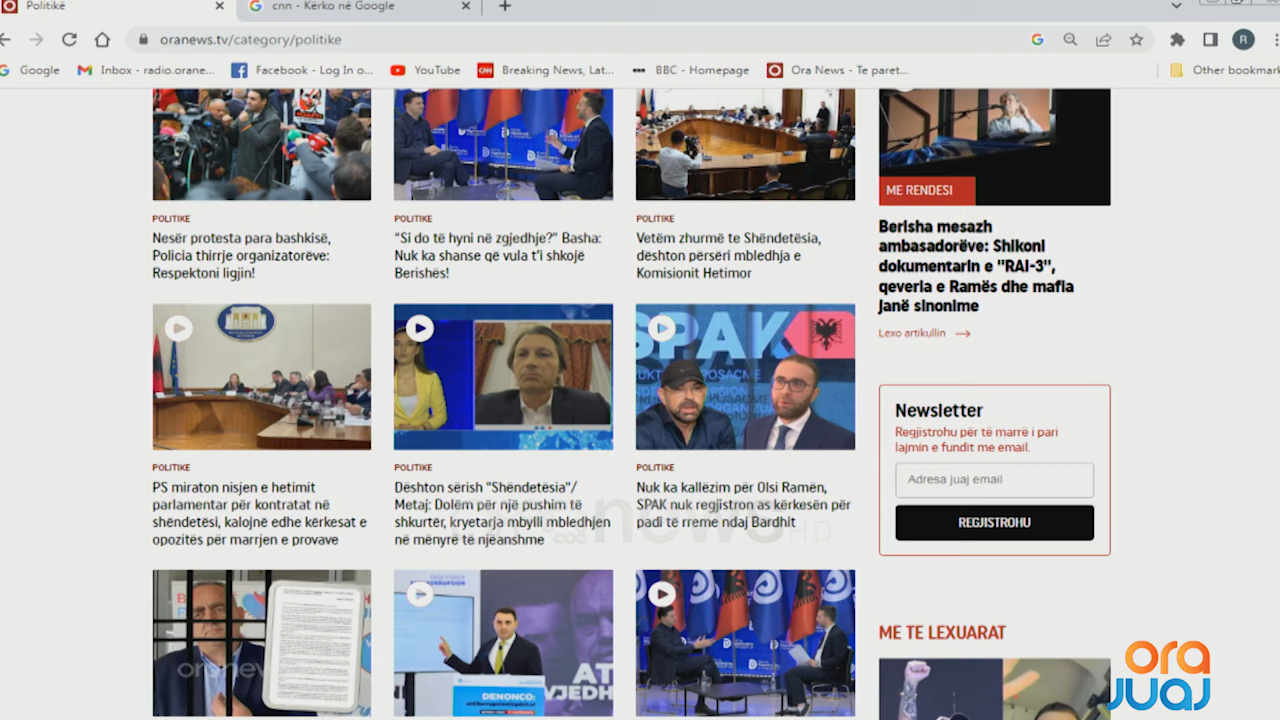 Politikë
cnn - Kërko në Google
oranews.tv/category/politike
R
Google
Inbox - radio.orane...
Facebook - Log In o...
YouTube
CNN
Breaking News, Lat...
BBC - Homepage
Ora News - Te paret...
Other bookmark
POLITIKE
Nesër protesta para bashkisë,
Policia thirrje organizatorëve:
Respektoni ligjin!
POLITIKE
“Si do të hyni në zgjedhje?” Basha:
Nuk ka shanse që vula t’i shkojë
Berishës!
POLITIKE
Vetëm zhurmë te Shëndetësia,
dështon përsëri mbledhja e
Komisionit Hetimor
ME RENDESI
Berisha mesazh
ambasadorëve: Shikoni
dokumentarin e "RAI-3",
qeveria e Ramës dhe mafia
janë sinonime
Lexo artikullin
SPAK
POLITIKE
PS miraton nisjen e hetimit
parlamentar për kontratat në
shëndetësi, kalojnë edhe kërkesat e
opozitës për marrjen e provave
POLITIKE
Dështon sërish "Shëndetësia"/
Metaj: Dolëm për një pushim të
shkurtër, kryetarja mbylli mbledhjen
në mënyrë të njëanshme
POLITIKE
Nuk ka kallëzim për Olsi Ramën,
SPAK nuk regjistron as kërkesën për
padi të rreme ndaj Bardhit
Newsletter
Regjistrohu për të marrë i pari
lajmin e fundit me email.
Adresa juaj email
REGJISTROHU
news HD
oranews
DENONCO:
ME TE LEXUARAT
ora
juaj